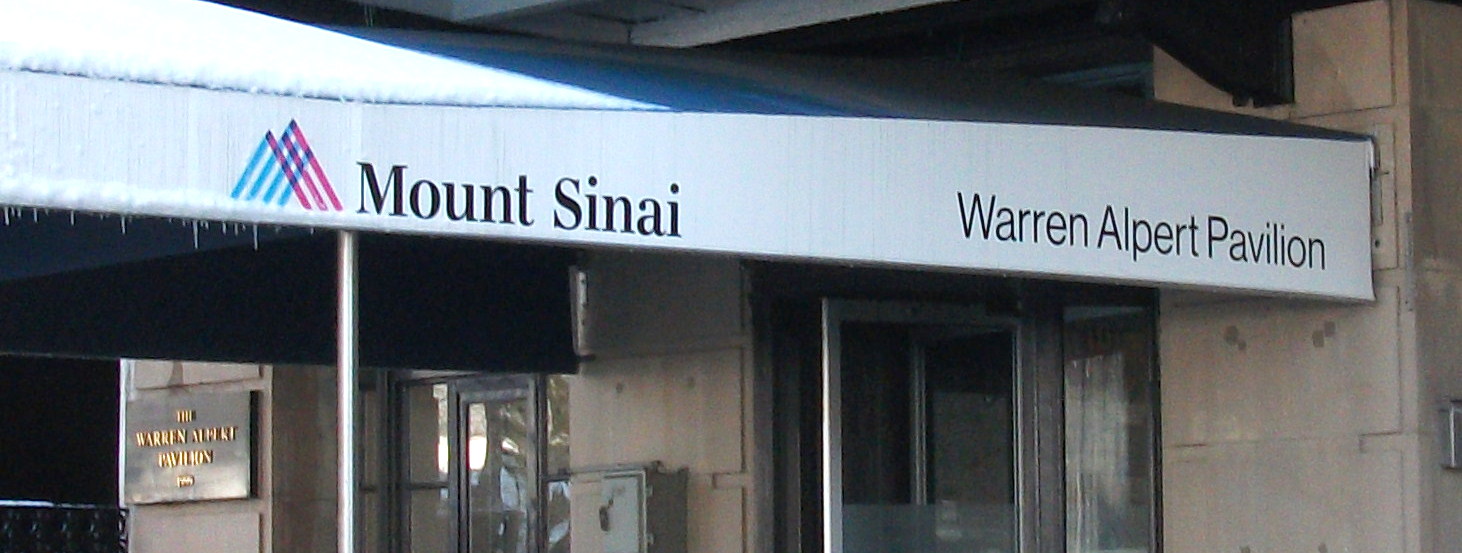 Mount Sinai
Warren Alpert Pavilion
THE
WARREN ALPERT
PAVILION